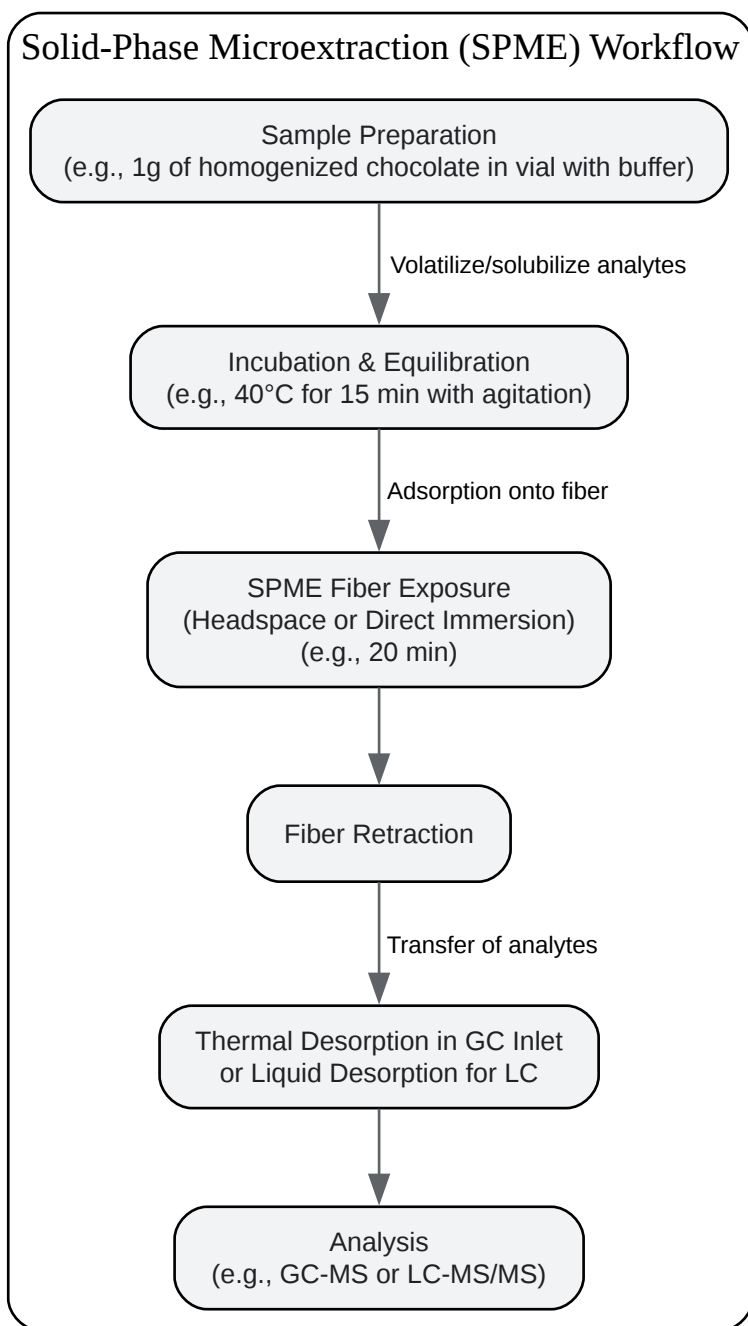 Solid-Phase Microextraction (SPME) Workflow
Sample Preparation
(e.g., 1g of homogenized chocolate in vial with buffer)
Volatilize/solubilize analytes
Incubation & Equilibration
(e.g., 40°C for 15 min with agitation)
Adsorption onto fiber
SPME Fiber Exposure
(Headspace or Direct Immersion)
(e.g., 20 min)
Fiber Retraction
Transfer of analytes
Thermal Desorption in GC Inlet
or Liquid Desorption for LC
Analysis
(e.g., GC-MS or LC-MS/MS)